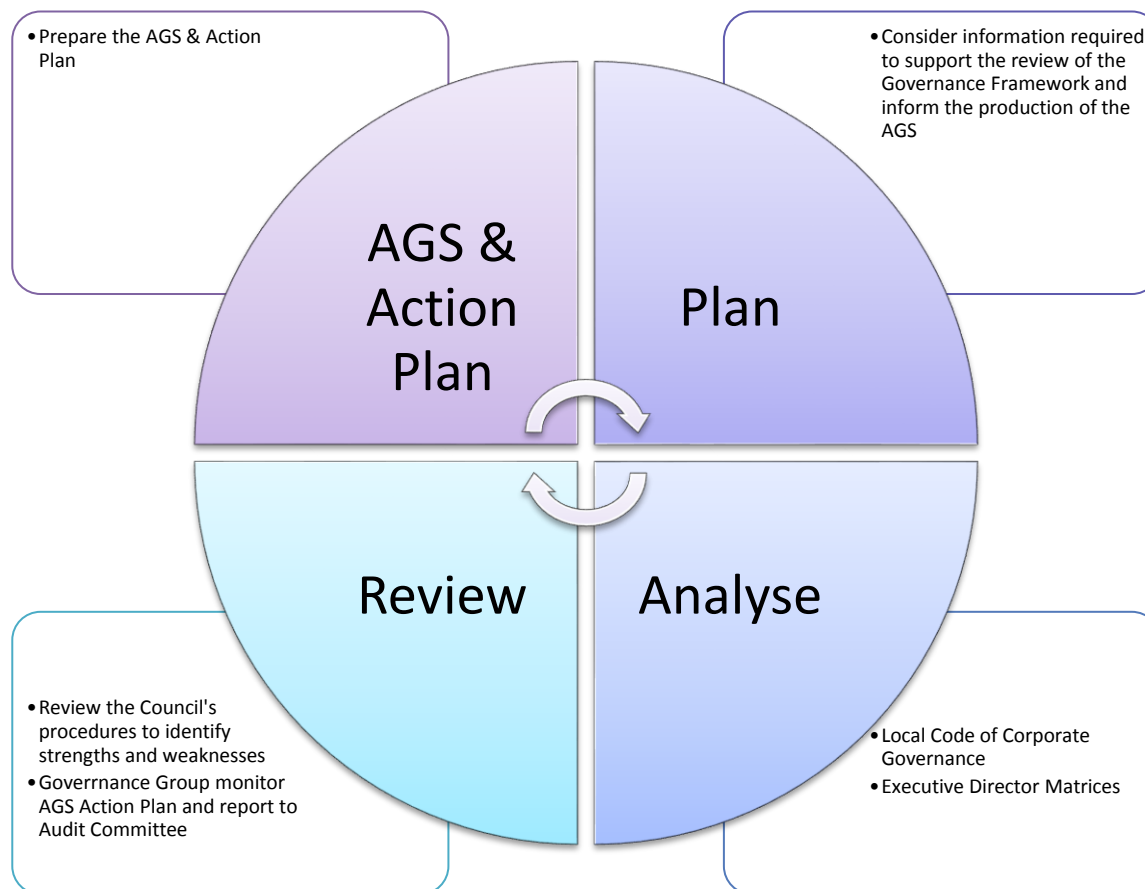 •Prepare the AGS & Action
Plan
•Consider information required
to support the review of the
Governance Framework and
inform the production of the
AGS
AGS &
Action
Plan
Plan
Review
Analyse
•Review the Council's
procedures to identify
strengths and weaknesses
•Goverrnance Group monitor
AGS Action Plan and report to
Audit Committee
•Local Code of Corporate
Governance
•Executive Director Matrices